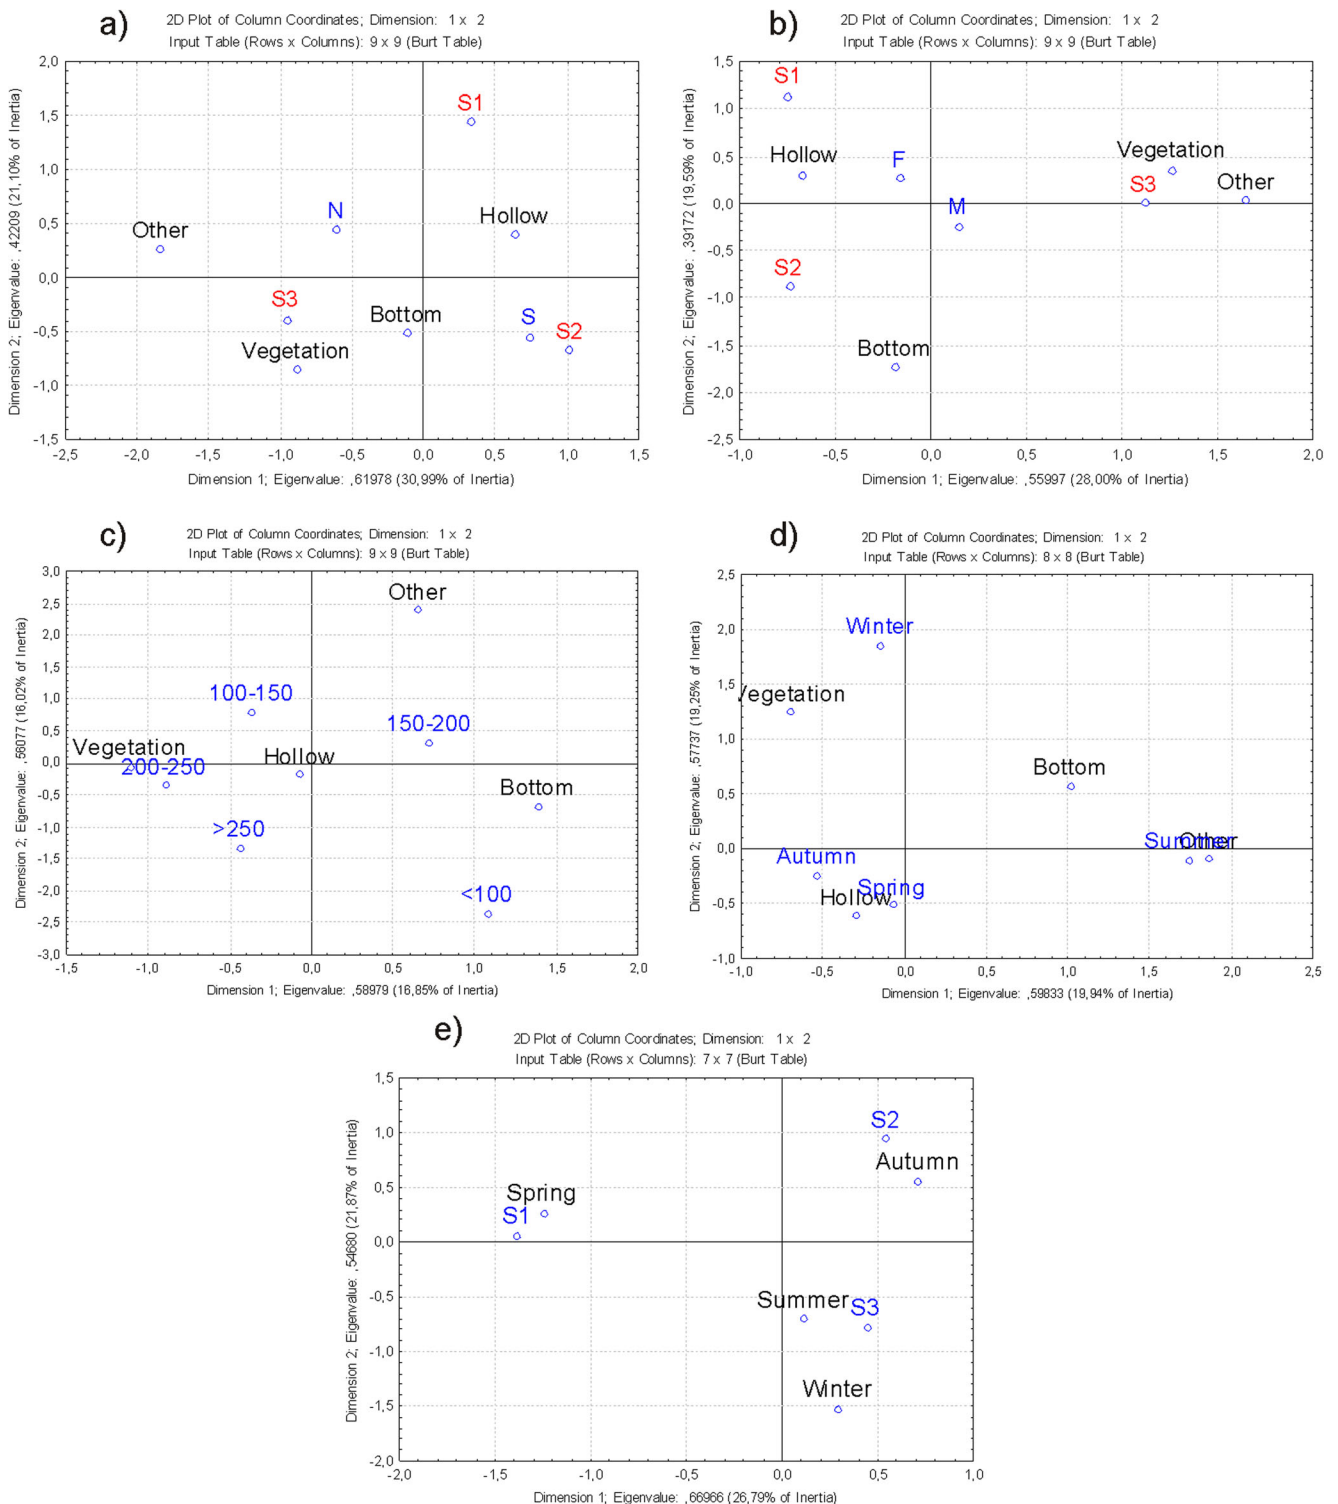 a)
2D Plot of Column Coordinates; Dimension: 1 x 2
Input Table (Rows x Columns): 9 x 9 (Burt Table)
Dimension 2; Eigenvalue: ,42209 (21,10% of Inertia)
2,0
1,5
1,0
0,5
0,0
-0,5
-1,0
-1,5
S1
N
Hollow
Other
S3
Bottom
S
S2
Vegetation
-2,5 -2,0 -1,5 -1,0 -0,5 0,0 0,5 1,0 1,5
Dimension 1; Eigenvalue: ,61978 (30,99% of Inertia)
b)
2D Plot of Column Coordinates; Dimension: 1 x 2
Input Table (Rows x Columns): 9 x 9 (Burt Table)
Dimension 2; Eigenvalue: ,39172 (19,59% of Inertia)
1,5
1,0
0,5
0,0
-0,5
-1,0
-1,5
-2,0
-2,5
S1
Hollow
F
Vegetation
S3
Other
M
S2
Bottom
-1,0 -0,5 0,0 0,5 1,0 1,5 2,0
Dimension 1; Eigenvalue: ,55997 (28,00% of Inertia)
c)
2D Plot of Column Coordinates; Dimension: 1 x 2
Input Table (Rows x Columns): 9 x 9 (Burt Table)
Dimension 2; Eigenvalue: ,56077 (16,02% of Inertia)
3,0
2,5
2,0
1,5
1,0
0,5
0,0
-0,5
-1,0
-1,5
-2,0
-2,5
-3,0
Other
100-150
150-200
Vegetation
Hollow
200-250
Bottom
>250
<100
-1,5 -1,0 -0,5 0,0 0,5 1,0 1,5 2,0
Dimension 1; Eigenvalue: ,58979 (16,85% of Inertia)
d)
2D Plot of Column Coordinates; Dimension: 1 x 2
Input Table (Rows x Columns): 8 x 8 (Burt Table)
Dimension 2; Eigenvalue: ,57737 (19,25% of Inertia)
2,5
2,0
1,5
1,0
0,5
0,0
-0,5
-1,0
Winter
Vegetation
Bottom
Summer
Other
Autumn
Spring
Hollow
-1,0 -0,5 0,0 0,5 1,0 1,5 2,0 2,5
Dimension 1; Eigenvalue: ,59833 (19,94% of Inertia)
e)
2D Plot of Column Coordinates; Dimension: 1 x 2
Input Table (Rows x Columns): 7 x 7 (Burt Table)
Dimension 2; Eigenvalue: ,54680 (21,87% of Inertia)
1,5
1,0
0,5
0,0
-0,5
-1,0
-1,5
-2,0
S2
Autumn
Spring
S1
Summer
S3
Winter
-2,0 -1,5 -1,0 -0,5 0,0 0,5 1,0
Dimension 1; Eigenvalue: ,66966 (26,79% of Inertia)